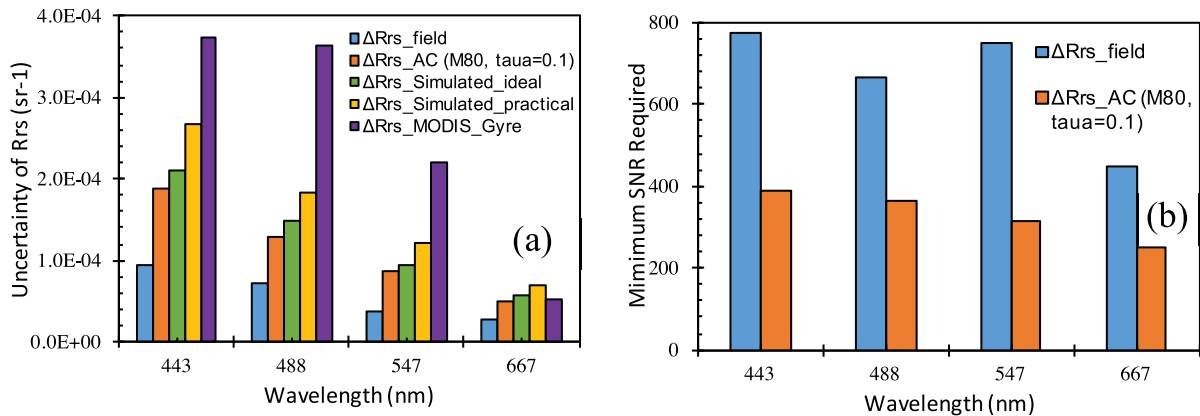 (a)
Uncertainty of Rrs (sr-1)
4.0E-04
3.0E-04
2.0E-04
1.0E-04
0.0E+00
ΔRrs_field
ΔRrs_AC (M80, taua=0.1)
ΔRrs_Simulated_ideal
ΔRrs_Simulated_practical
ΔRrs_MODIS_Gyre
443 488 547 667
Wavelength (nm)
(b)
Mimimum SNR Required
800
600
400
200
0
ΔRrs_field
ΔRrs_AC (M80,
taua=0.1)
443 488 547 667
Wavelength (nm)